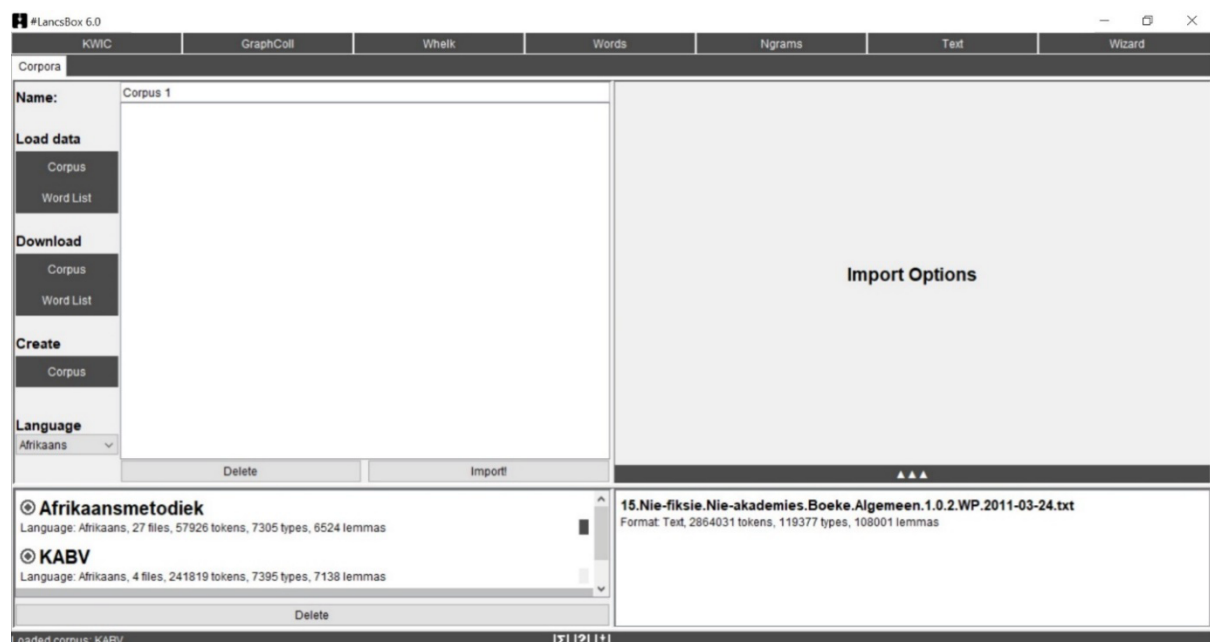 #LancsBox 6.0
KWIC GraphColl Whelk Words Ngrams Text Wizard
Corpora
Name: Corpus 1
Load data
Corpus
Word List
Download
Corpus
Word List
Create
Corpus
Language
Afrikaans
Delete Import!
Import Options
▲▲▲
Afrikaansmetodiek
Language: Afrikaans, 27 files, 57926 tokens, 7305 types, 6524 lemmas
KABV
Language: Afrikaans, 4 files, 241819 tokens, 7395 types, 7138 lemmas
Delete
15.Nie-fiksie.Nie-akademies.Boeke.Algemeen.1.0.2.WP.2011-03-24.txt
Format: Text, 2864031 tokens, 119377 types, 108001 lemmas
Loaded corpus: KABV